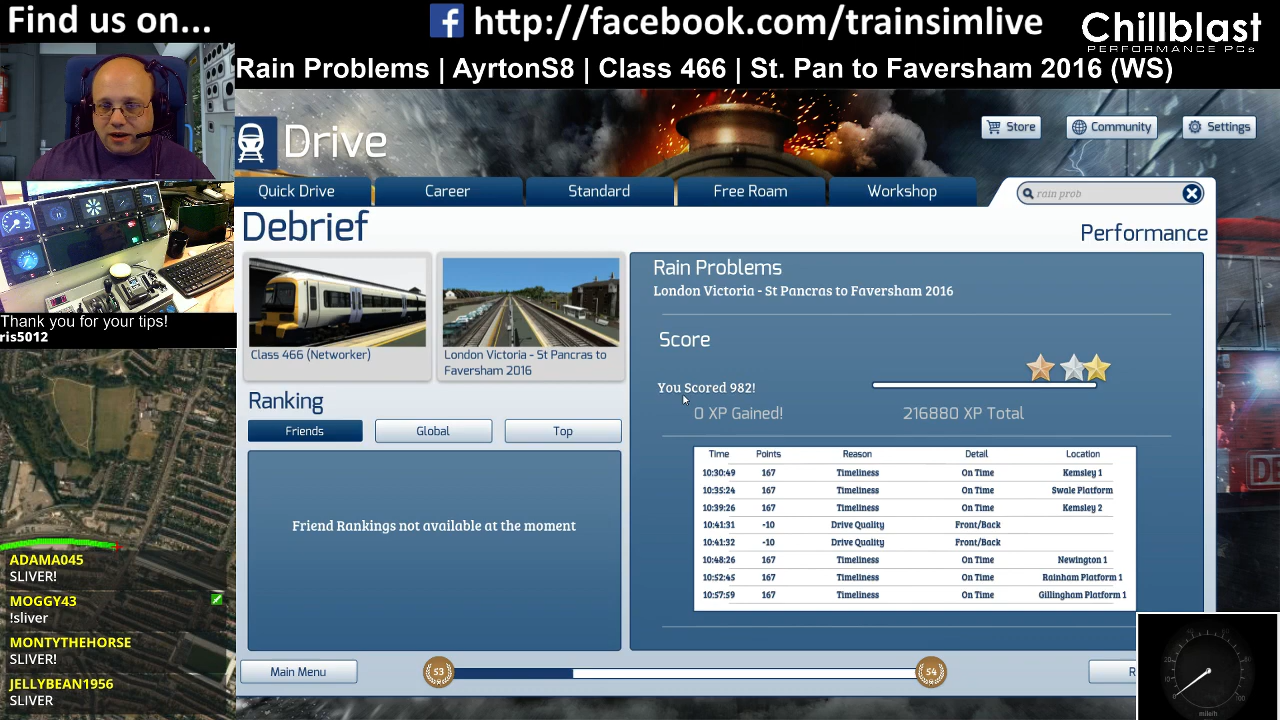 Find us on...
http://facebook.com/trainsimlive
Chillblast
PERFORMANCE PCs
Rain Problems | AyrtonS8 | Class 466 | St. Pan to Faversham 2016 (WS)
Drive
Store
Community
Settings
Quick Drive
Career
Standard
Free Roam
Workshop
rain prob
Debrief
Performance
Class 466 (Networker)
London Victoria - St Pancras to
Faversham 2016
Rain Problems
London Victoria - St Pancras to Faversham 2016
Score
You Scored 982!
0 XP Gained!
216880 XP Total
Ranking
Friends
Global
Top
Friend Rankings not available at the moment
Time Points Reason Detail Location
10:30:49 167 Timeliness On Time Kemsley 1
10:35:24 167 Timeliness On Time Swale Platform
10:39:26 167 Timeliness On Time Kemsley 2
10:41:31 -10 Drive Quality Front/Back
10:41:32 -10 Drive Quality Front/Back
10:48:26 167 Timeliness On Time Newington 1
10:52:45 167 Timeliness On Time Rainham Platform 1
10:57:59 167 Timeliness On Time Gillingham Platform 1
Main Menu
53
54
R
Thank you for your tips!
ris5012
ADAMA045
SLIVER!
MOGGY43
!sliver
MONTYTHEHORSE
SLIVER!
JELLYBEAN1956
SLIVER
mile/h